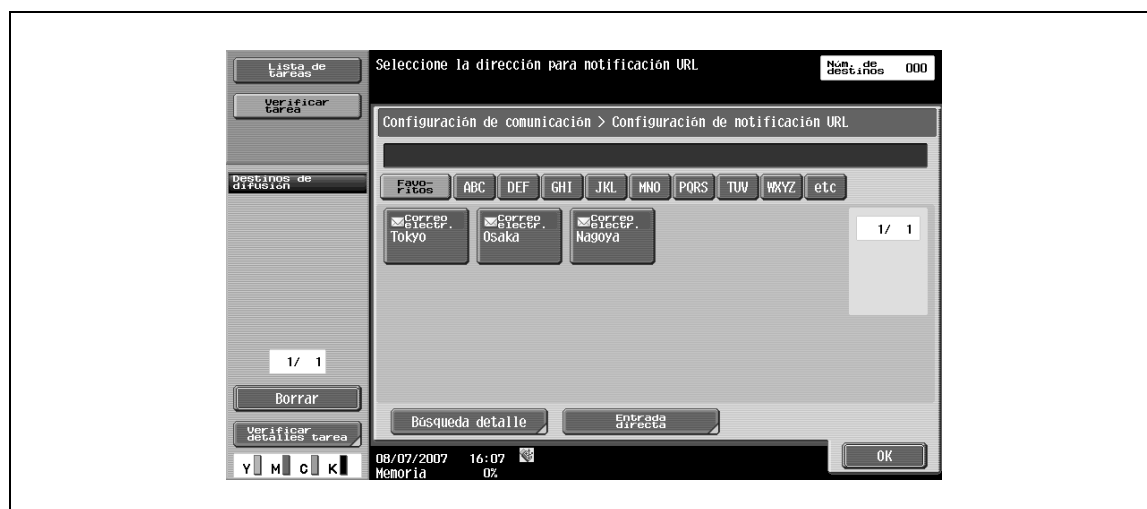 Lista de
tareas
Verificar
tarea
Destinos de
difusión
1/ 1
Borrar
Verificar
detalles tarea
Y M C K
Seleccione la dirección para notificación URL
Núm. de
destinos 000
Configuración de comunicación > Configuración de notificación URL
Favo-
ritos ABC DEF GHI JKL MNO PQRS TUV WXYZ etc
Correo
electr.
Tokyo
Correo
electr.
Osaka
Correo
electr.
Nagoya
1/ 1
Búsqueda detalle
Entrada
directa
08/07/2007 16:07
Memoria 0%
OK